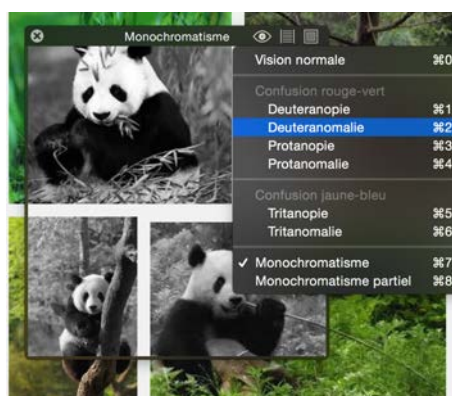 Monochromatisme
Vision normale ⌘0
Confusion rouge-vert
Deuteranopie ⌘1
Deuteranomalie ⌘2
Protanopie ⌘3
Protanomalie ⌘4
Confusion jaune-bleu
Tritanopie ⌘5
Tritanomalie ⌘6
✓ Monochromatisme ⌘7
Monochromatisme partiel ⌘8